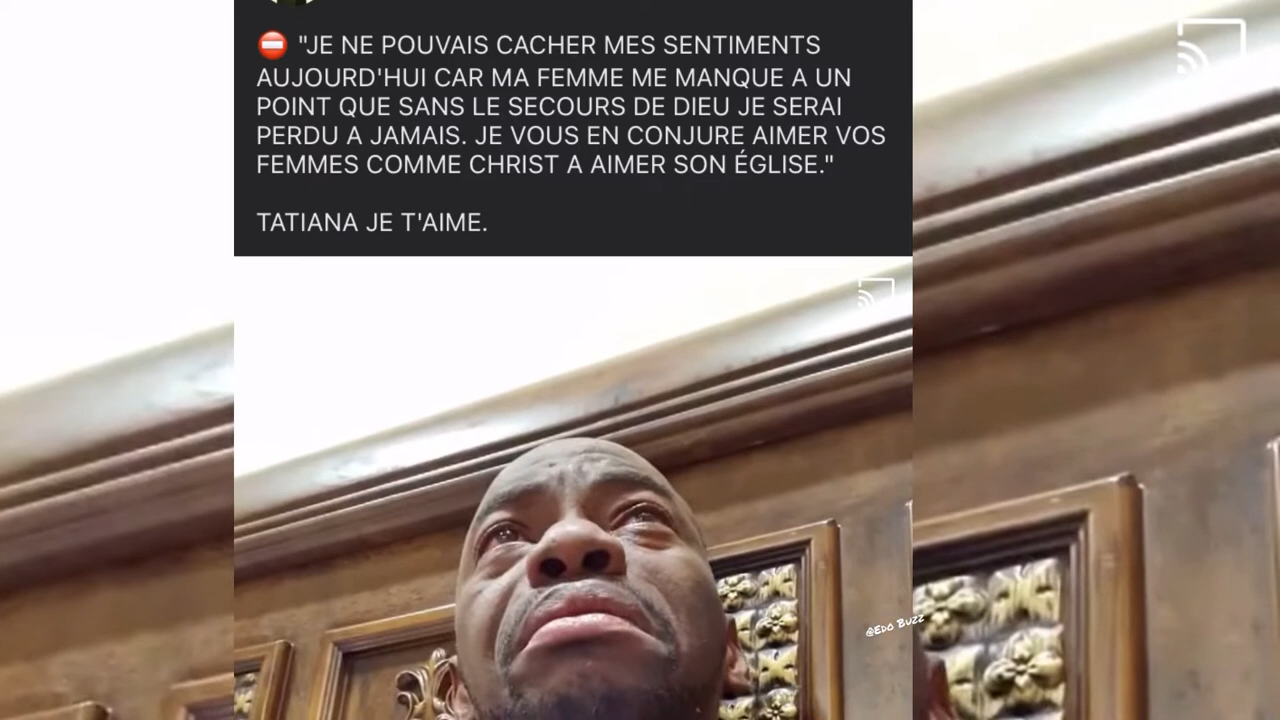 ⛔ "JE NE POUVAIS CACHER MES SENTIMENTS
AUJOURD'HUI CAR MA FEMME ME MANQUE A UN
POINT QUE SANS LE SECOURS DE DIEU JE SERAI
PERDU A JAMAIS. JE VOUS EN CONJURE AIMER VOS
FEMMES COMME CHRIST A AIMER SON ÉGLISE."
TATIANA JE T'AIME.
@EDO BUZZ